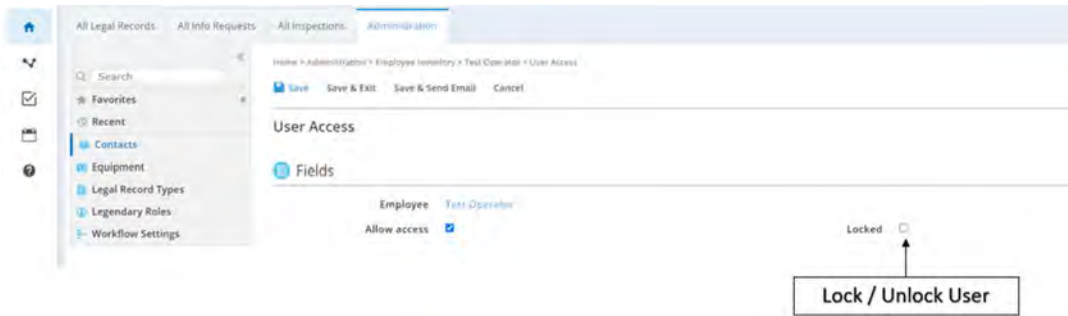 All Legal Records All Info Requests All Inspections Administration
Search
Favorites
Recent
Contacts
Equipment
Legal Record Types
Legendary Roles
Workflow Settings
Home > Administration > Employee Inventory > Test Operator > User Access
Save Save & Exit Save & Send Email Cancel
User Access
Fields
Employee Test Operator
Allow access Locked
Lock / Unlock User